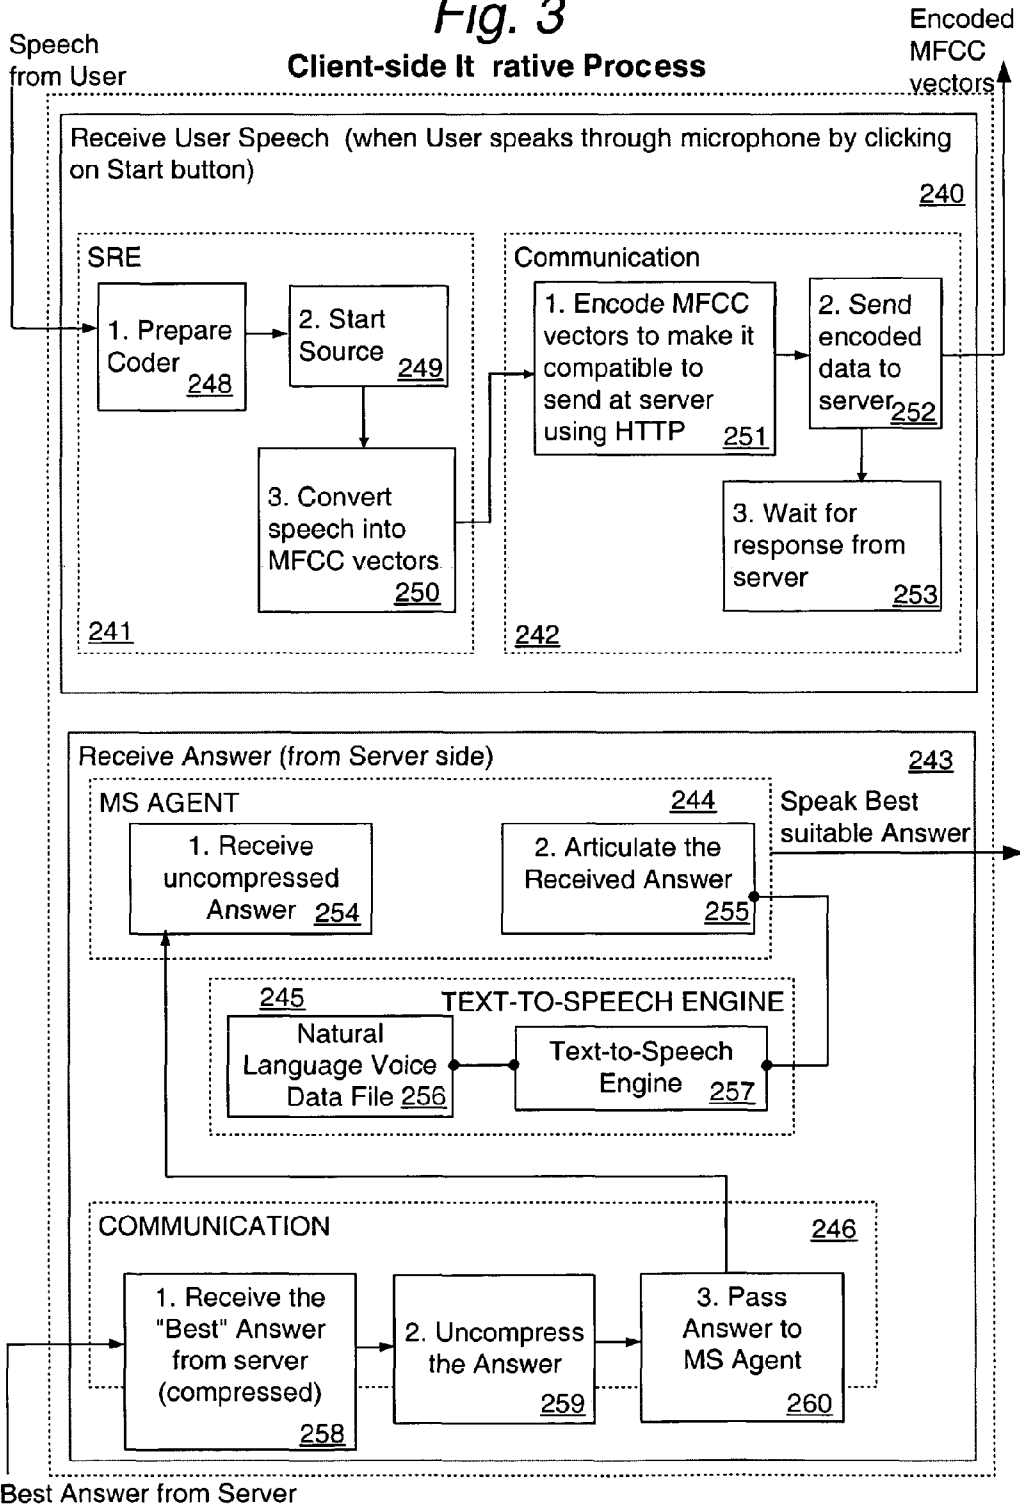 Fig. 3
Client-side It rative Process
Speech
from User
Encoded
MFCC
vectors
Receive User Speech (when User speaks through microphone by clicking
on Start button)
240
SRE
1. Prepare
Coder
248
2. Start
Source
249
3. Convert
speech into
MFCC vectors
250
241
Communication
1. Encode MFCC
vectors to make it
compatible to
send at server
using HTTP
251
2. Send
encoded
data to
server
252
3. Wait for
response from
server
253
242
Receive Answer (from Server side)
243
MS AGENT
244
1. Receive
uncompressed
Answer
254
2. Articulate the
Received Answer
255
Speak Best
suitable Answer
245
TEXT-TO-SPEECH ENGINE
Natural
Language Voice
Data File 256
Text-to-Speech
Engine
257
COMMUNICATION
246
1. Receive the
"Best" Answer
from server
(compressed)
258
2. Uncompress
the Answer
259
3. Pass
Answer to
MS Agent
260
Best Answer from Server